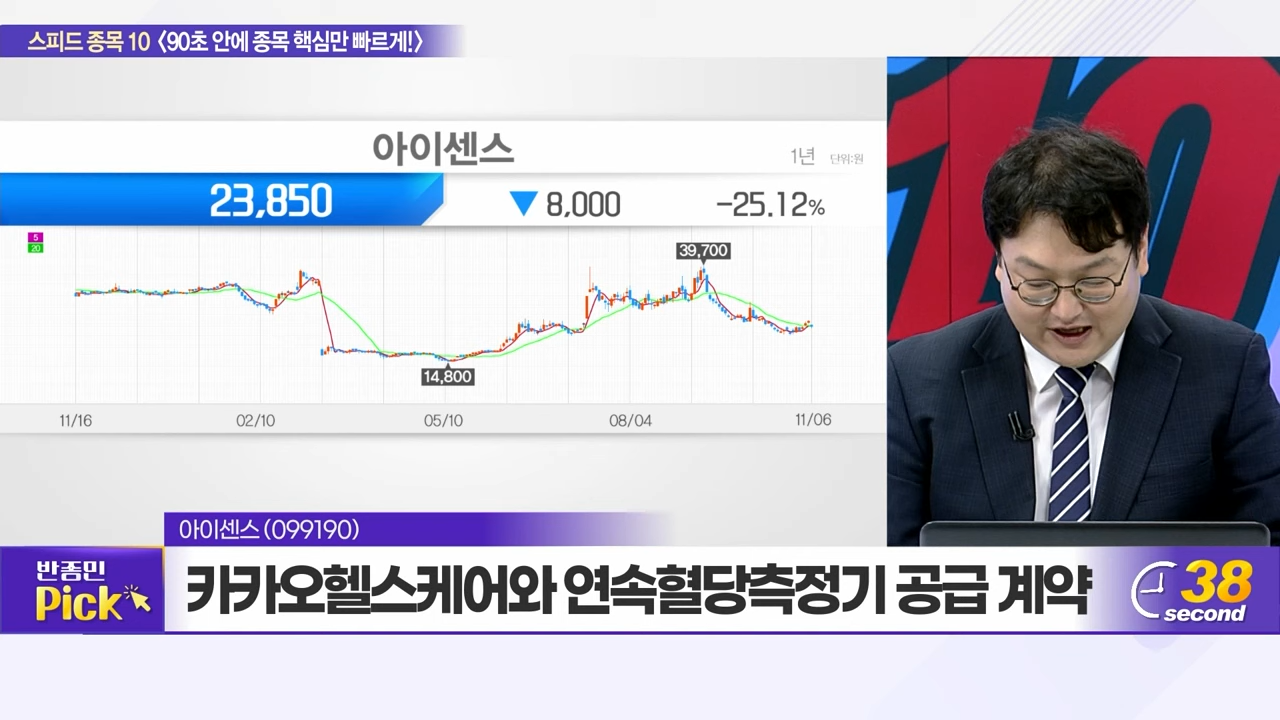 스피드 종목 10 〈90초 안에 종목 핵심만 빠르게!〉
아이센스
1년 단위:원
23,850 ▼ 8,000 -25.12%
5
20
39,700
14,800
11/16 02/10 05/10 08/04 11/06
아이센스 (099190)
반종민
Pick
카카오헬스케어와 연속혈당측정기 공급 계약
38
second